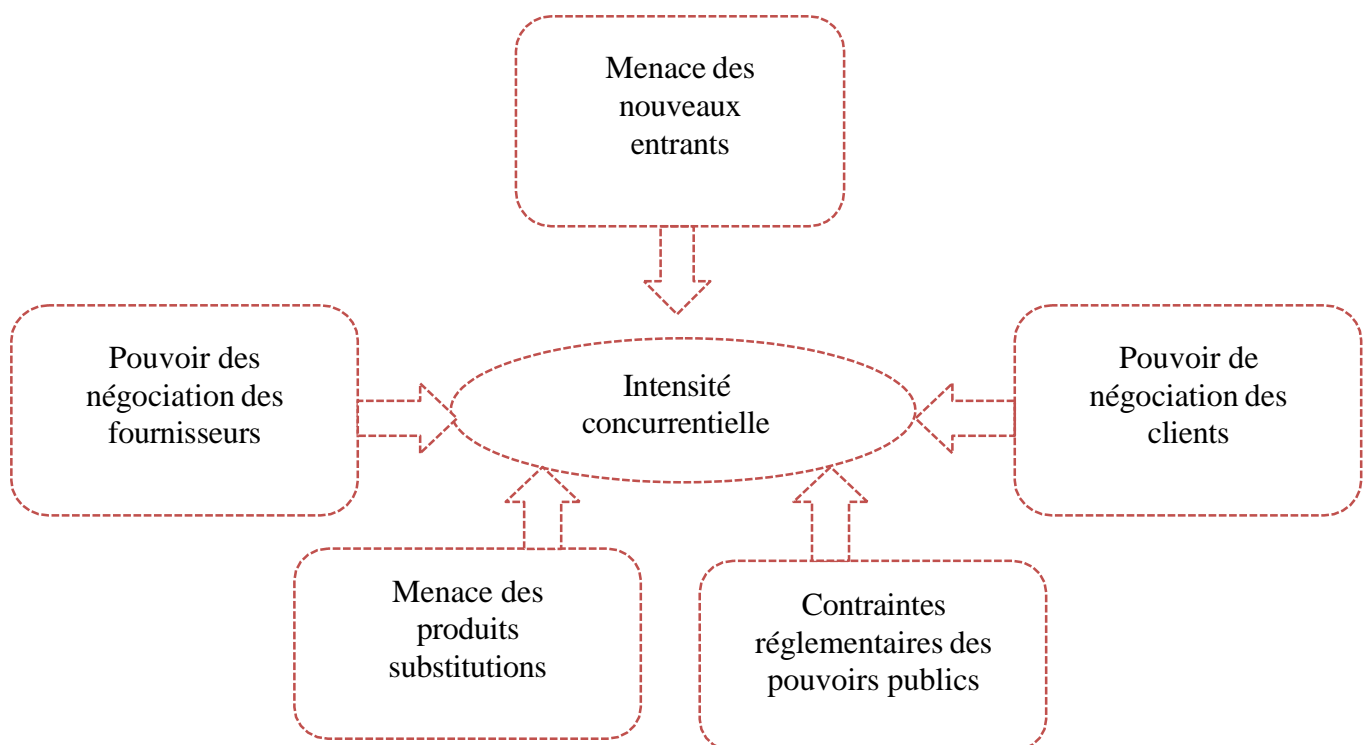 Menace des
nouveaux
entrants
Pouvoir des
négociation des
fournisseurs
Intensité
concurrentielle
Pouvoir de
négociation des
clients
Menace des
produits
substitutions
Contraintes
réglementaires des
pouvoirs publics